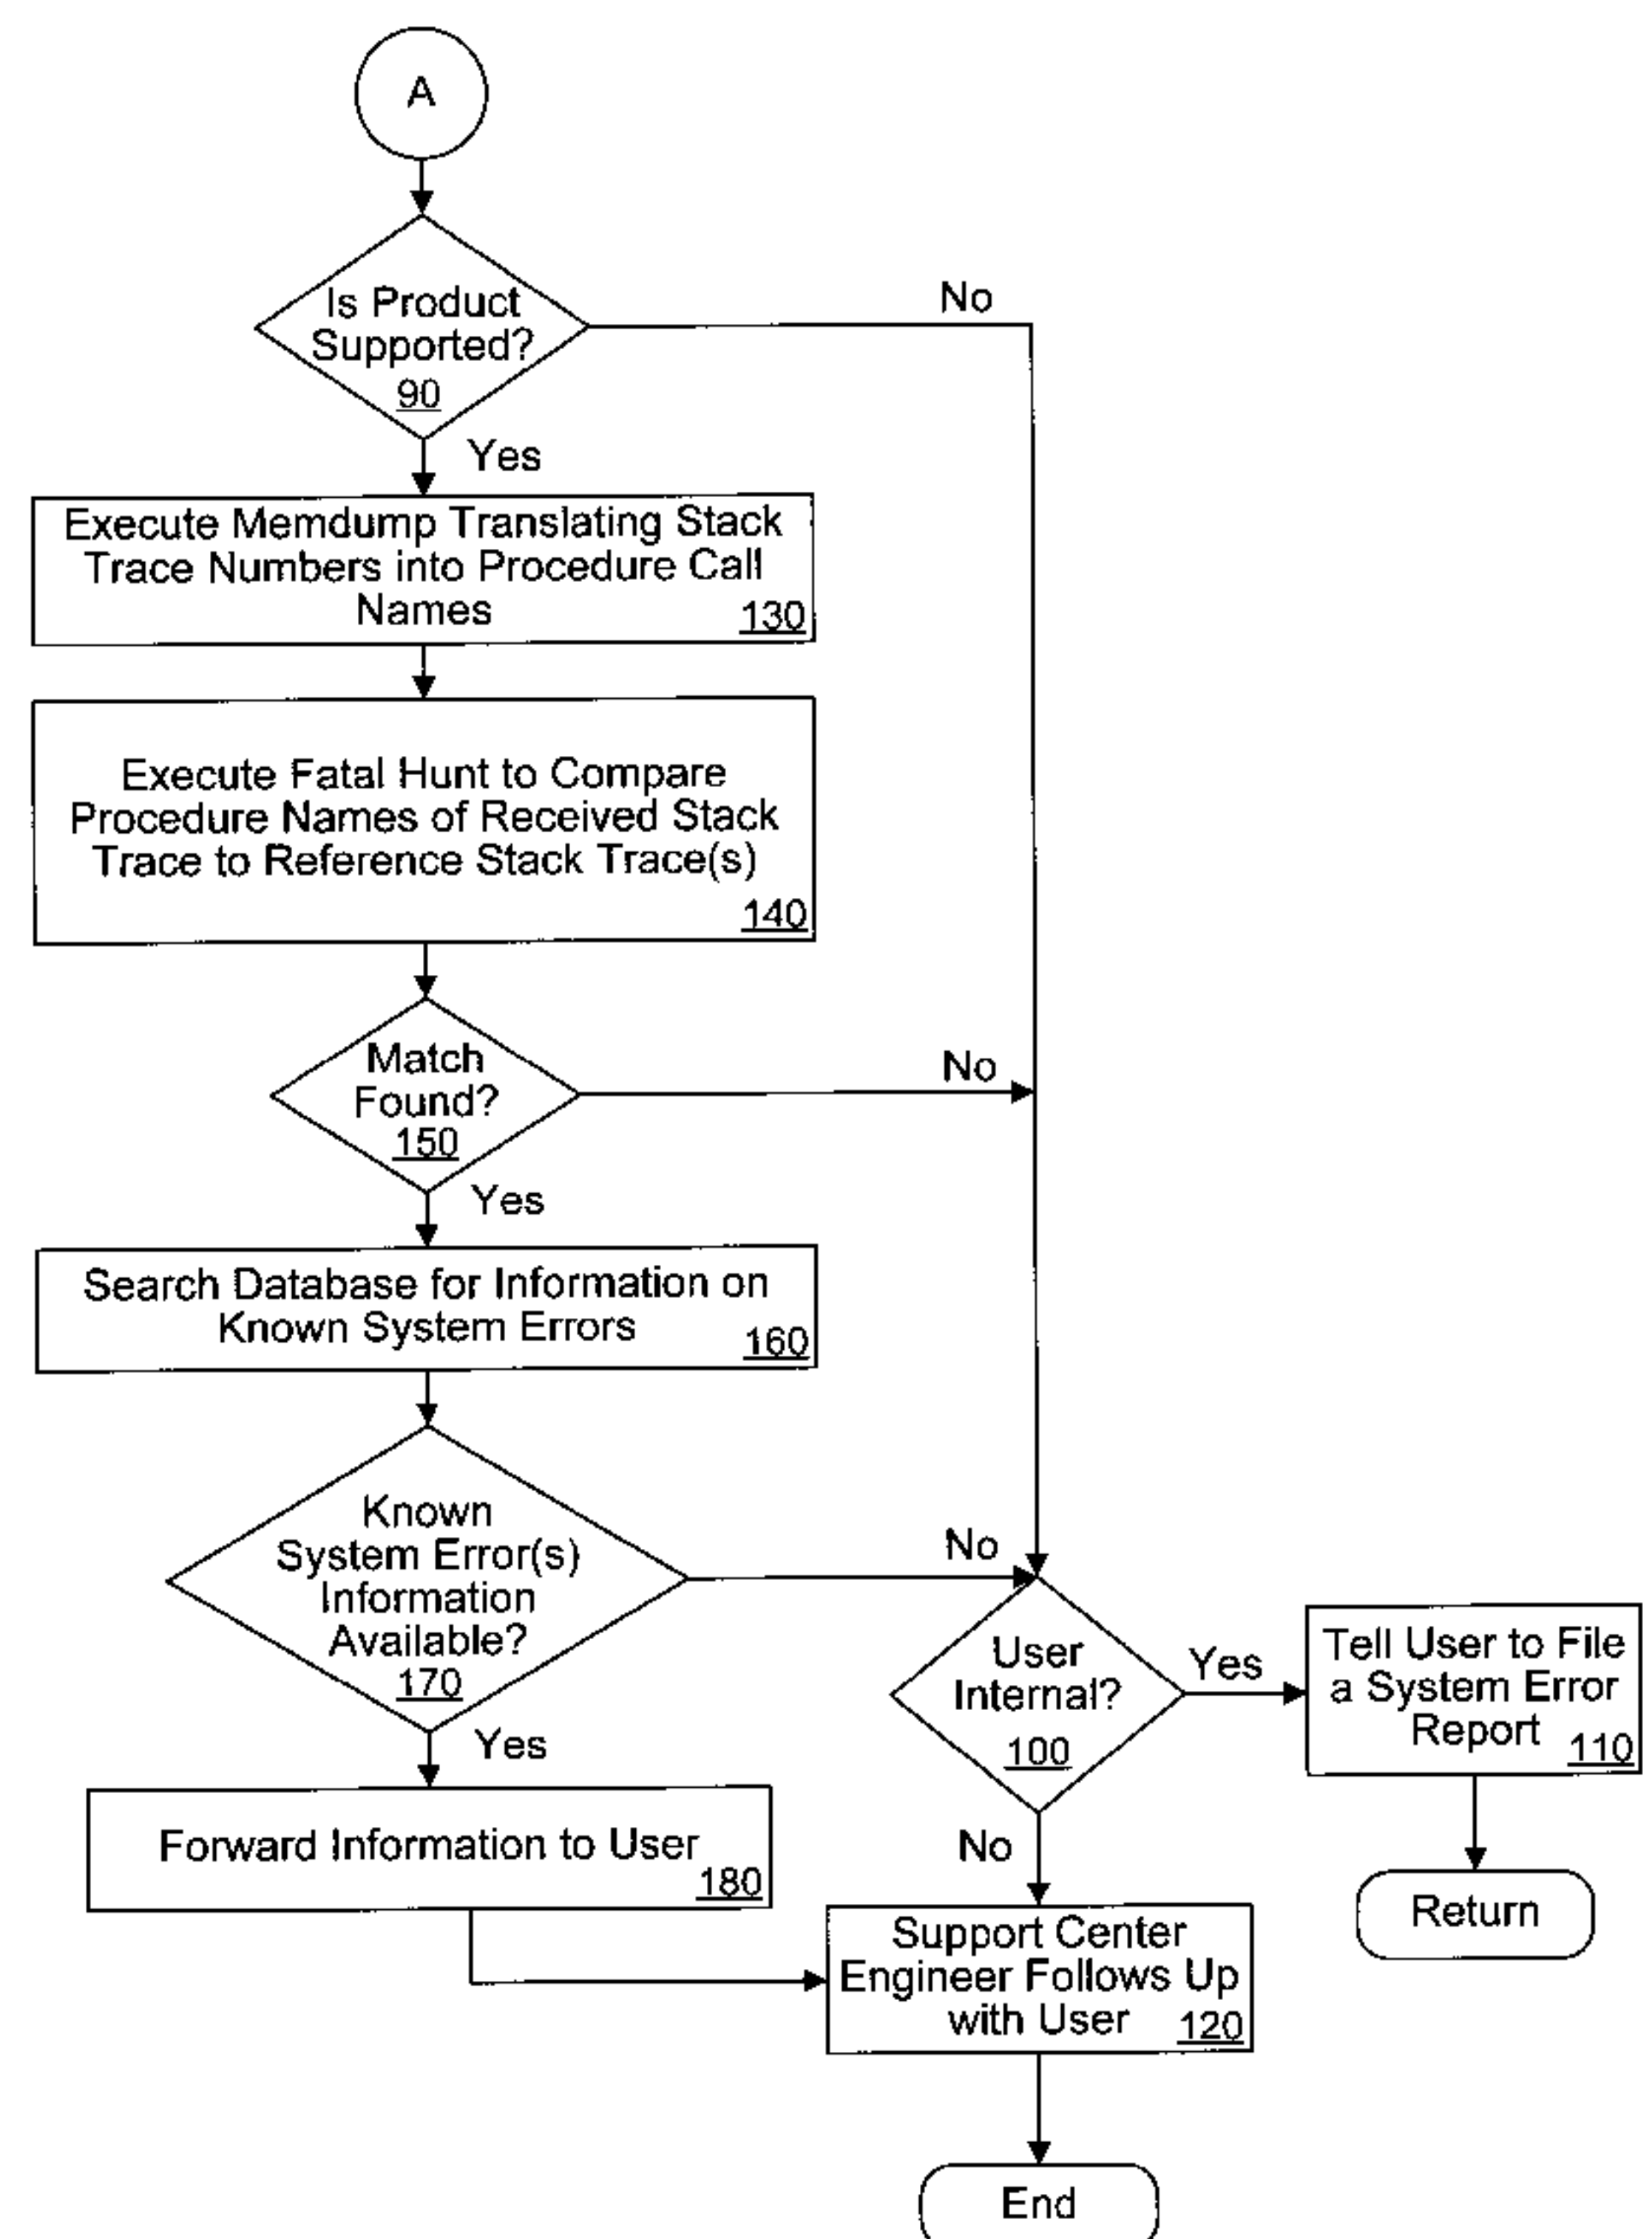 A
Is Product
Supported?
90
No
Yes
Execute Memdump Translating Stack
Trace Numbers into Procedure Call
Names
130
Execute Fatal Hunt to Compare
Procedure Names of Received Stack
Trace to Reference Stack Trace(s)
140
Match
Found?
150
No
Yes
Search Database for Information on
Known System Errors
160
Known
System Error(s)
Information
Available?
170
No
Yes
User
Internal?
100
Yes
Tell User to File
a System Error
Report
110
No
Forward Information to User
180
Return
Support Center
Engineer Follows Up
with User
120
End